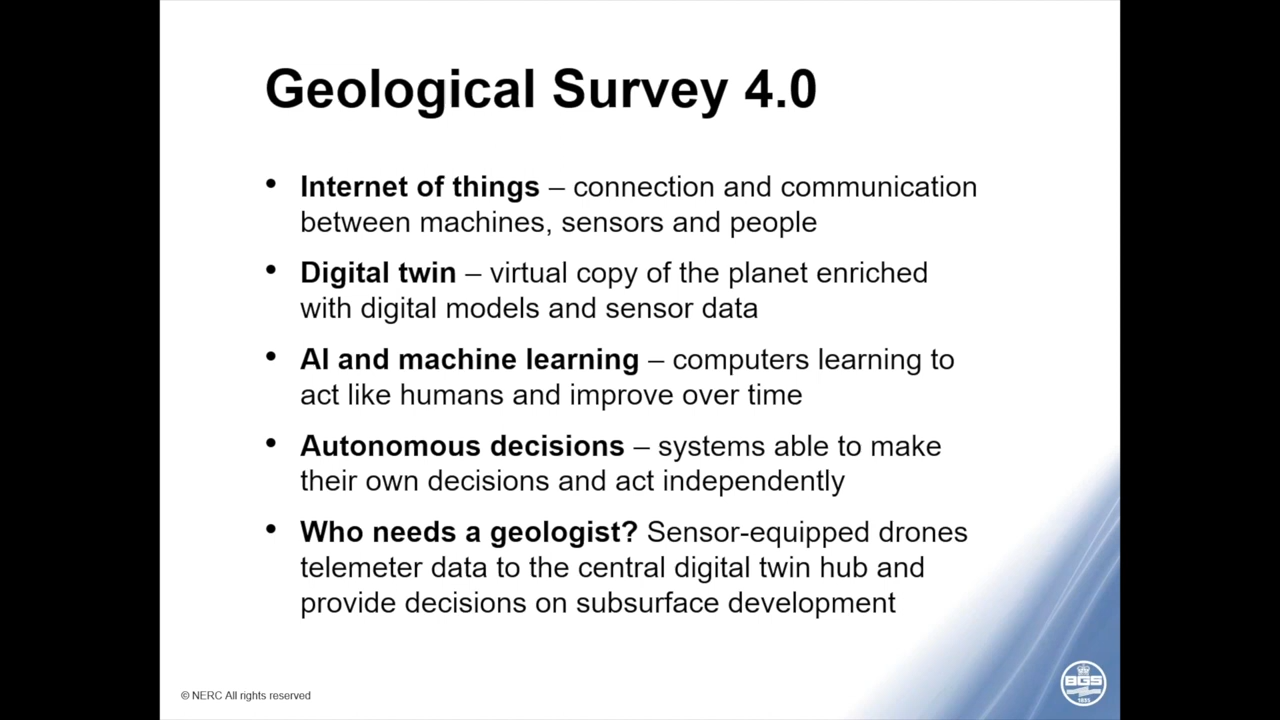 Geological Survey 4.0
• Internet of things – connection and communication
between machines, sensors and people
• Digital twin – virtual copy of the planet enriched
with digital models and sensor data
• AI and machine learning – computers learning to
act like humans and improve over time
• Autonomous decisions – systems able to make
their own decisions and act independently
• Who needs a geologist? Sensor-equipped drones
telemeter data to the central digital twin hub and
provide decisions on subsurface development
© NERC All rights reserved
BGS
1835